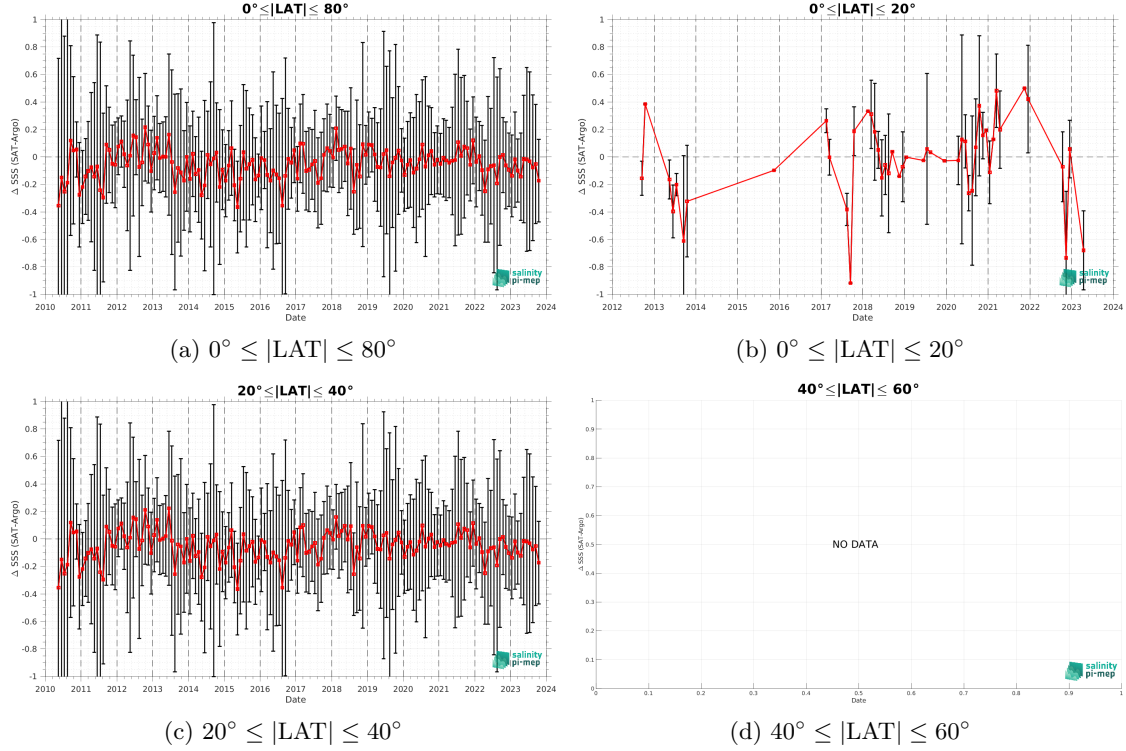 0°≤|LAT|≤ 80°
Δ SSS (SAT-Argo)
1
0.8
0.6
0.4
0.2
0
-0.2
-0.4
-0.6
-0.8
-1
2010 2011 2012 2013 2014 2015 2016 2017 2018 2019 2020 2021 2022 2023 2024
Date
salinity
pi-mep
(a) 0° ≤ |LAT| ≤ 80°
0°≤|LAT|≤ 20°
Δ SSS (SAT-Argo)
1
0.8
0.6
0.4
0.2
0
-0.2
-0.4
-0.6
-0.8
-1
2012 2013 2014 2015 2016 2017 2018 2019 2020 2021 2022 2023 2024
Date
salinity
pi-mep
(b) 0° ≤ |LAT| ≤ 20°
20°≤|LAT|≤ 40°
Δ SSS (SAT-Argo)
1
0.8
0.6
0.4
0.2
0
-0.2
-0.4
-0.6
-0.8
-1
2010 2011 2012 2013 2014 2015 2016 2017 2018 2019 2020 2021 2022 2023 2024
Date
salinity
pi-mep
(c) 20° ≤ |LAT| ≤ 40°
40°≤|LAT|≤ 60°
Δ SSS (SAT-Argo)
1
0.9
0.8
0.7
0.6
0.5
0.4
0.3
0.2
0.1
0
NO DATA
0 0.1 0.2 0.3 0.4 0.5 0.6 0.7 0.8 0.9 1
Date
salinity
pi-mep
(d) 40° ≤ |LAT| ≤ 60°